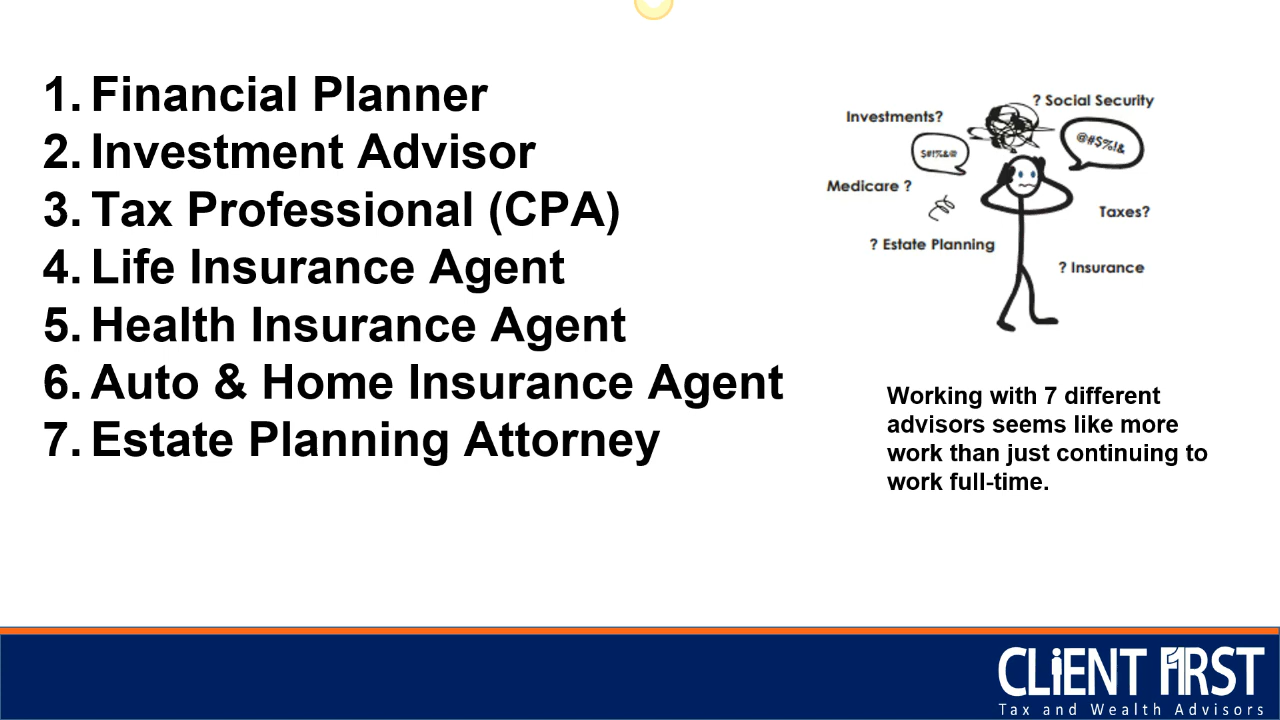 1. Financial Planner
2. Investment Advisor
3. Tax Professional (CPA)
4. Life Insurance Agent
5. Health Insurance Agent
6. Auto & Home Insurance Agent
7. Estate Planning Attorney
? Social Security
Investments?
@#$%!&
$#!%&@
Medicare ?
Taxes?
? Estate Planning
? Insurance
Working with 7 different
advisors seems like more
work than just continuing to
work full-time.
CLiENT F1RST
Tax and Wealth Advisors